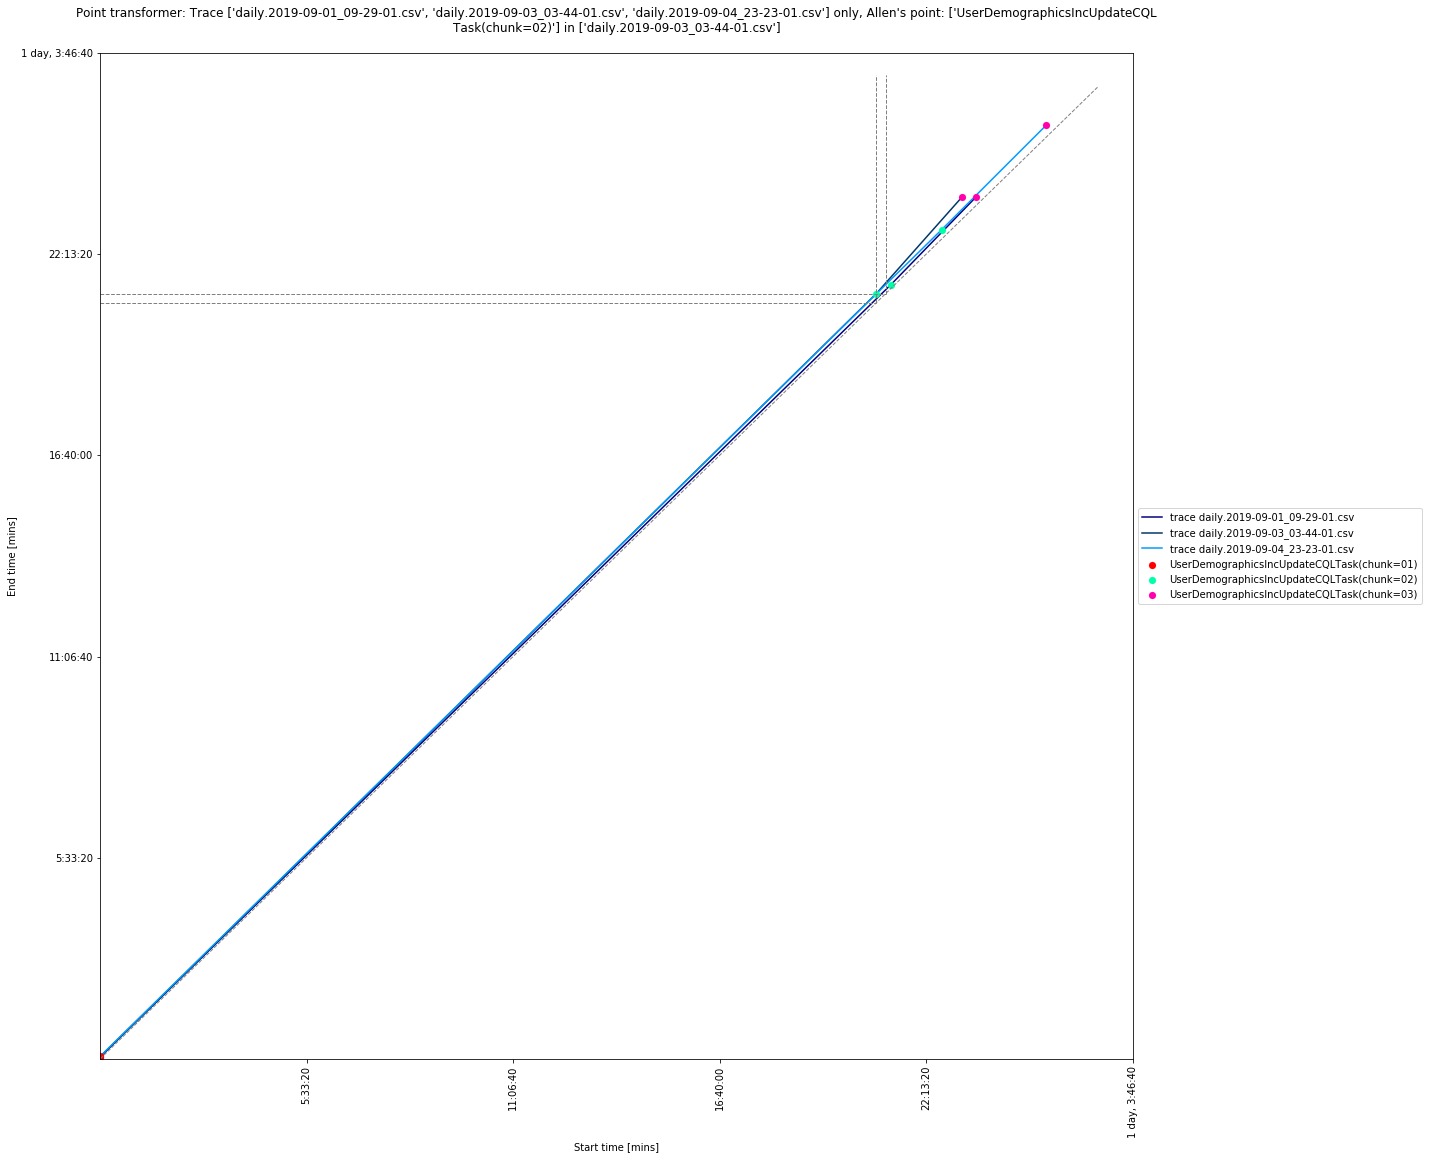 Point transformer: Trace ['daily.2019-09-01_09-29-01.csv', 'daily.2019-09-03_03-44-01.csv', 'daily.2019-09-04_23-23-01.csv'] only, Allen's point: ['UserDemographicsIncUpdateCQL
Task(chunk=02)'] in ['daily.2019-09-03_03-44-01.csv']
1 day, 3:46:40
22:13:20
16:40:00
11:06:40
5:33:20
End time [mins]
trace daily.2019-09-01_09-29-01.csv
trace daily.2019-09-03_03-44-01.csv
trace daily.2019-09-04_23-23-01.csv
UserDemographicsIncUpdateCQLTask(chunk=01)
UserDemographicsIncUpdateCQLTask(chunk=02)
UserDemographicsIncUpdateCQLTask(chunk=03)
5:33:20
11:06:40
16:40:00
22:13:20
1 day, 3:46:40
Start time [mins]